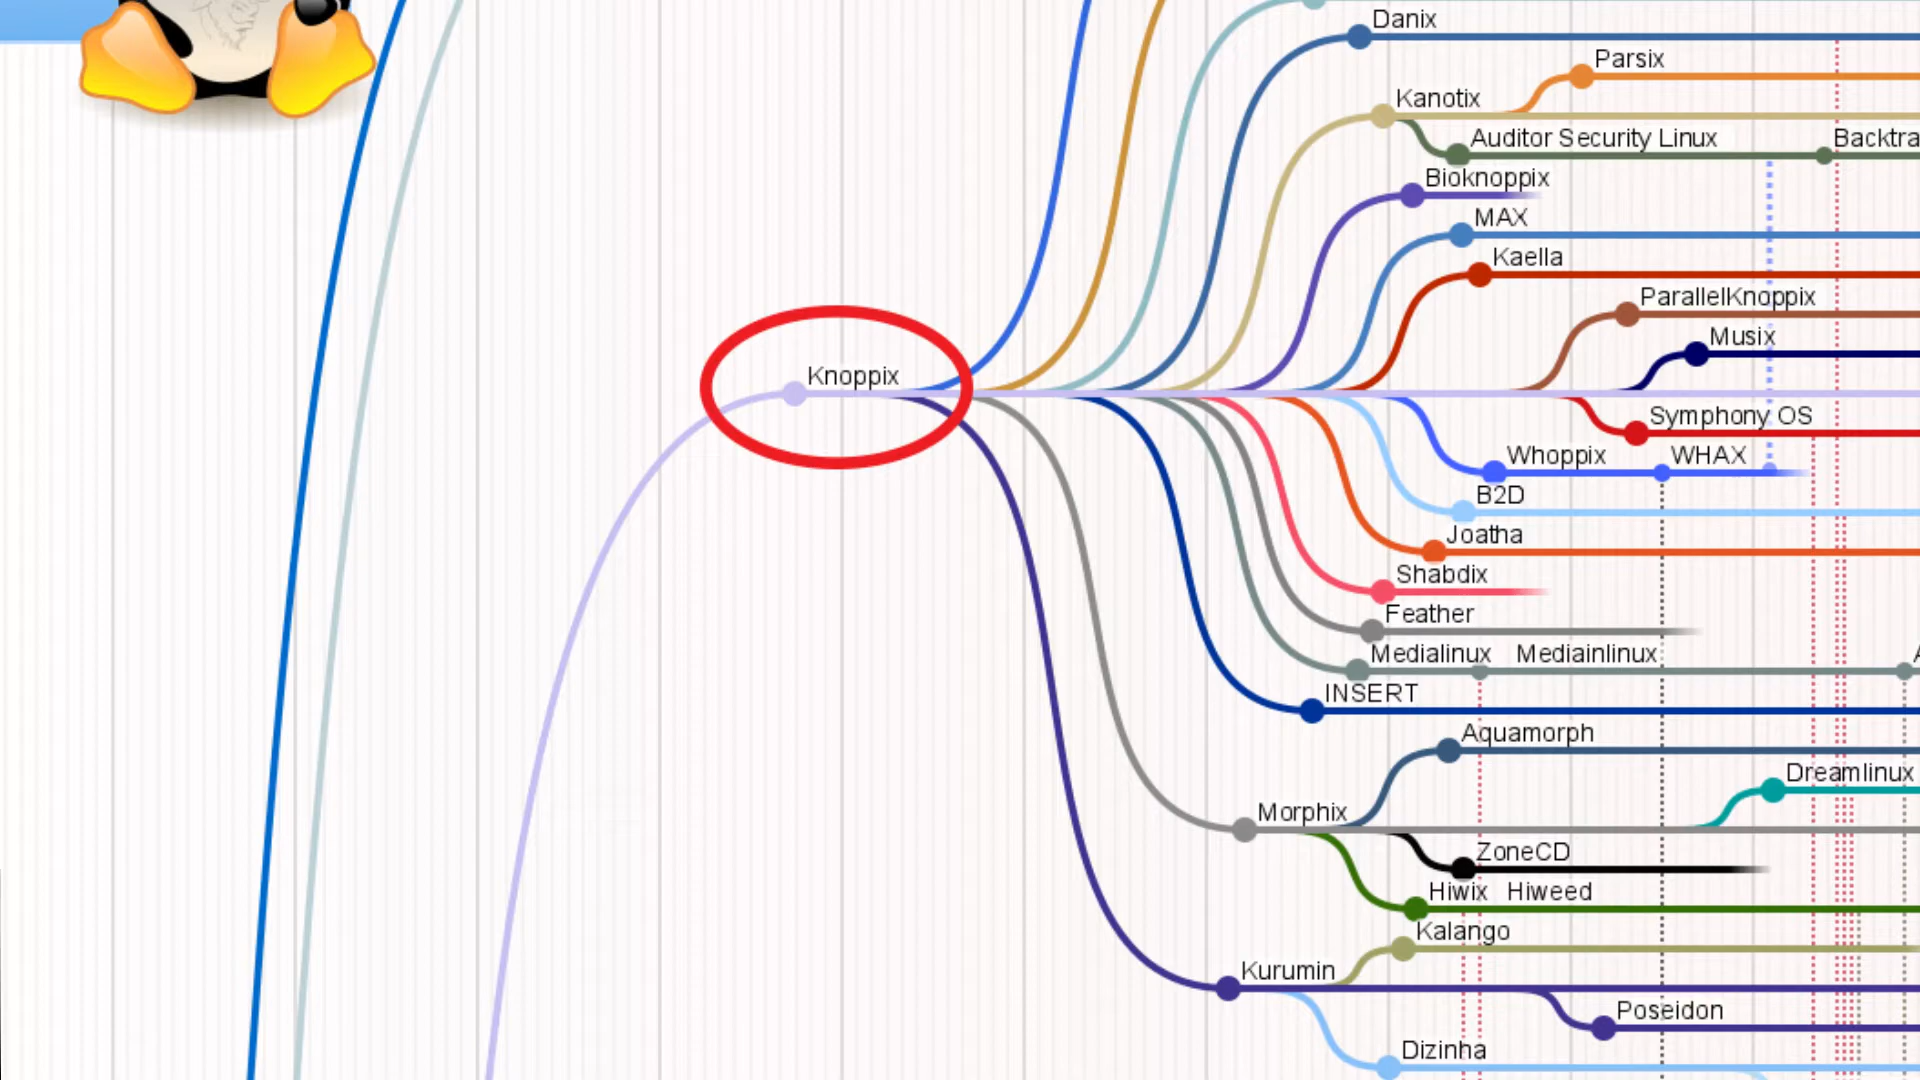 Danix
Parsix
Kanotix
Auditor Security Linux
Backtra
Bioknoppix
MAX
Kaella
ParallelKnoppix
Musix
Knoppix
Symphony OS
Whoppix
WHAX
B2D
Joatha
Shabdix
Feather
Medialinux
Mediainlinux
INSERT
Aquamorph
Dreamlinux
Morphix
ZoneCD
Hiwix
Hiweed
Kalango
Kurumin
Poseidon
Dizinha